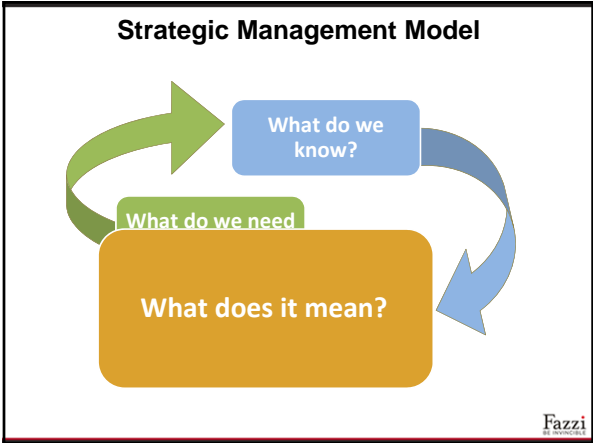 Strategic Management Model
What do we
know?
What do we need
What does it mean?
Fazzi
BE INVINCIBLE